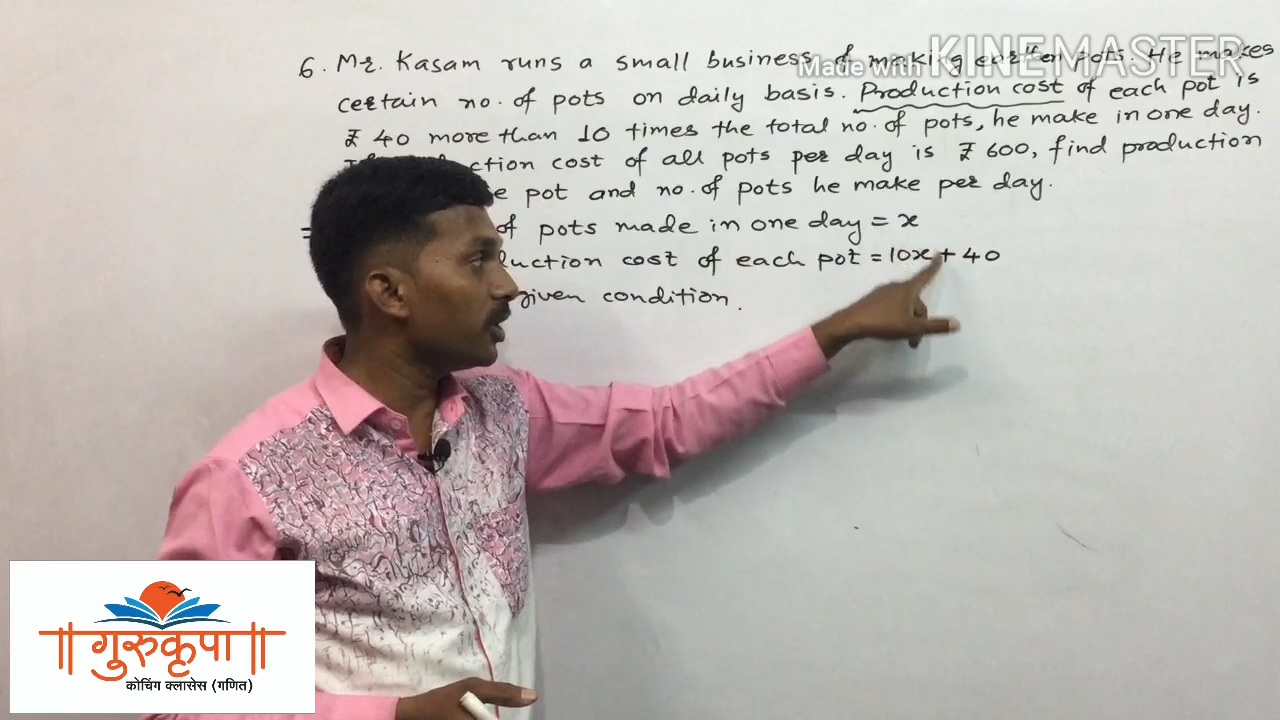 6. Mr. Kasam runs a small business of making earthen pots. He makes
certain no. of pots on daily basis. Production cost of each pot is
₹ 40 more than 10 times the total no. of pots, he make in one day.
cost of all pots per day is ₹ 600, find production
pot and no. of pots he make per day.
of pots made in one day = x
cost of each pot = 10x + 40
given condition.
Made with KINEMASTER
॥ गुरुकृपा ॥
कोचिंग क्लासेस (गणित)